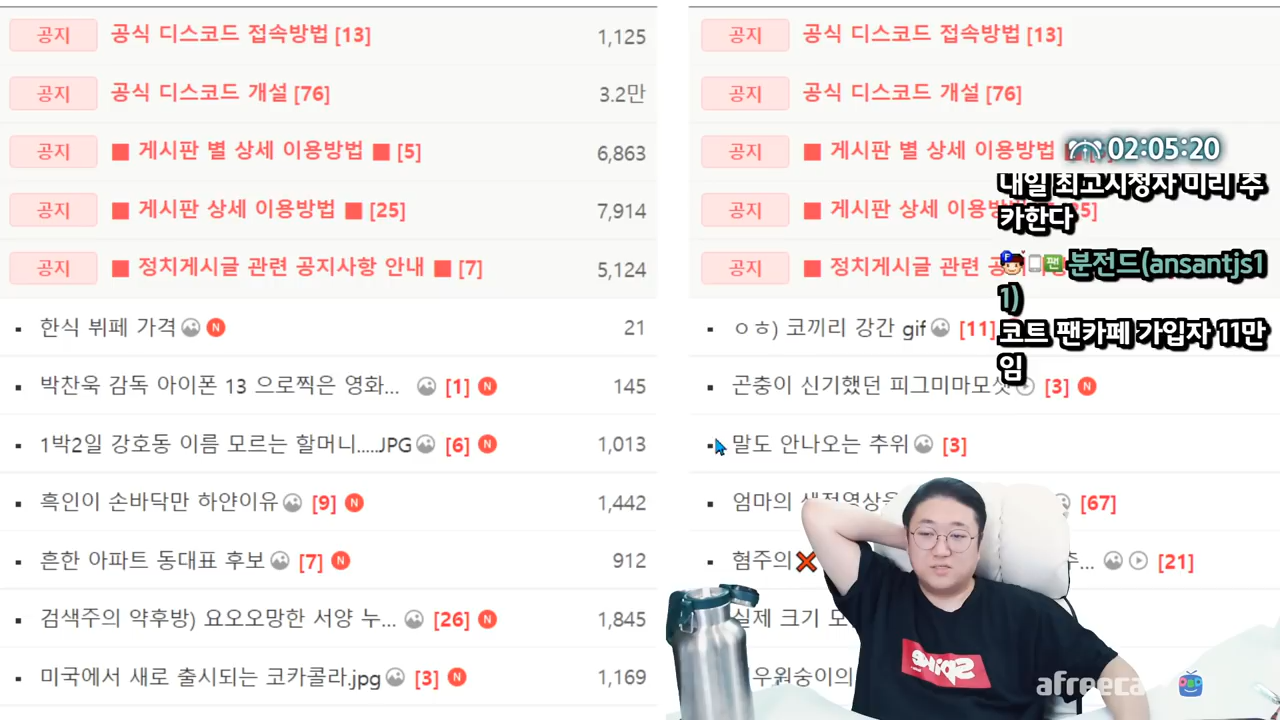 공지 공식 디스코드 접속방법 [13] 1,125
공지 공식 디스코드 개설 [76] 3.2만
공지 ■ 게시판 별 상세 이용방법 ■ [5] 6,863
공지 ■ 게시판 상세 이용방법 ■ [25] 7,914
공지 ■ 정치게시글 관련 공지사항 안내 ■ [7] 5,124
한식 뷔페 가격 N 21
박찬욱 감독 아이폰 13 으로찍은 영화... [1] N 145
1박2일 강호동 이름 모르는 할머니.....JPG [6] N 1,013
흑인이 손바닥만 하얀이유 [9] N 1,442
흔한 아파트 동대표 후보 [7] N 912
검색주의 약후방) 요오오망한 서양 누... [26] N 1,845
미국에서 새로 출시되는 코카콜라.jpg [3] N 1,169
공지 공식 디스코드 접속방법 [13]
공지 공식 디스코드 개설 [76]
공지 ■ 게시판 별 상세 이용방법
공지 ■ 게시판 상세 이용방법
공지 ■ 정치게시글 관련
ㅇㅎ) 코끼리 강간 gif [11]
곤충이 신기했던 피그미마모셋 [3] N
말도 안나오는 추위 [3]
엄마의 생전영상을 [67]
혐주의❌ [21]
실제 크기
우원숭이의
02:05:20
내일 최고시청자 미리 추
카한다
팬 분전드(ansantjs1
1)
코트 팬카페 가입자 11만
임
afreeca